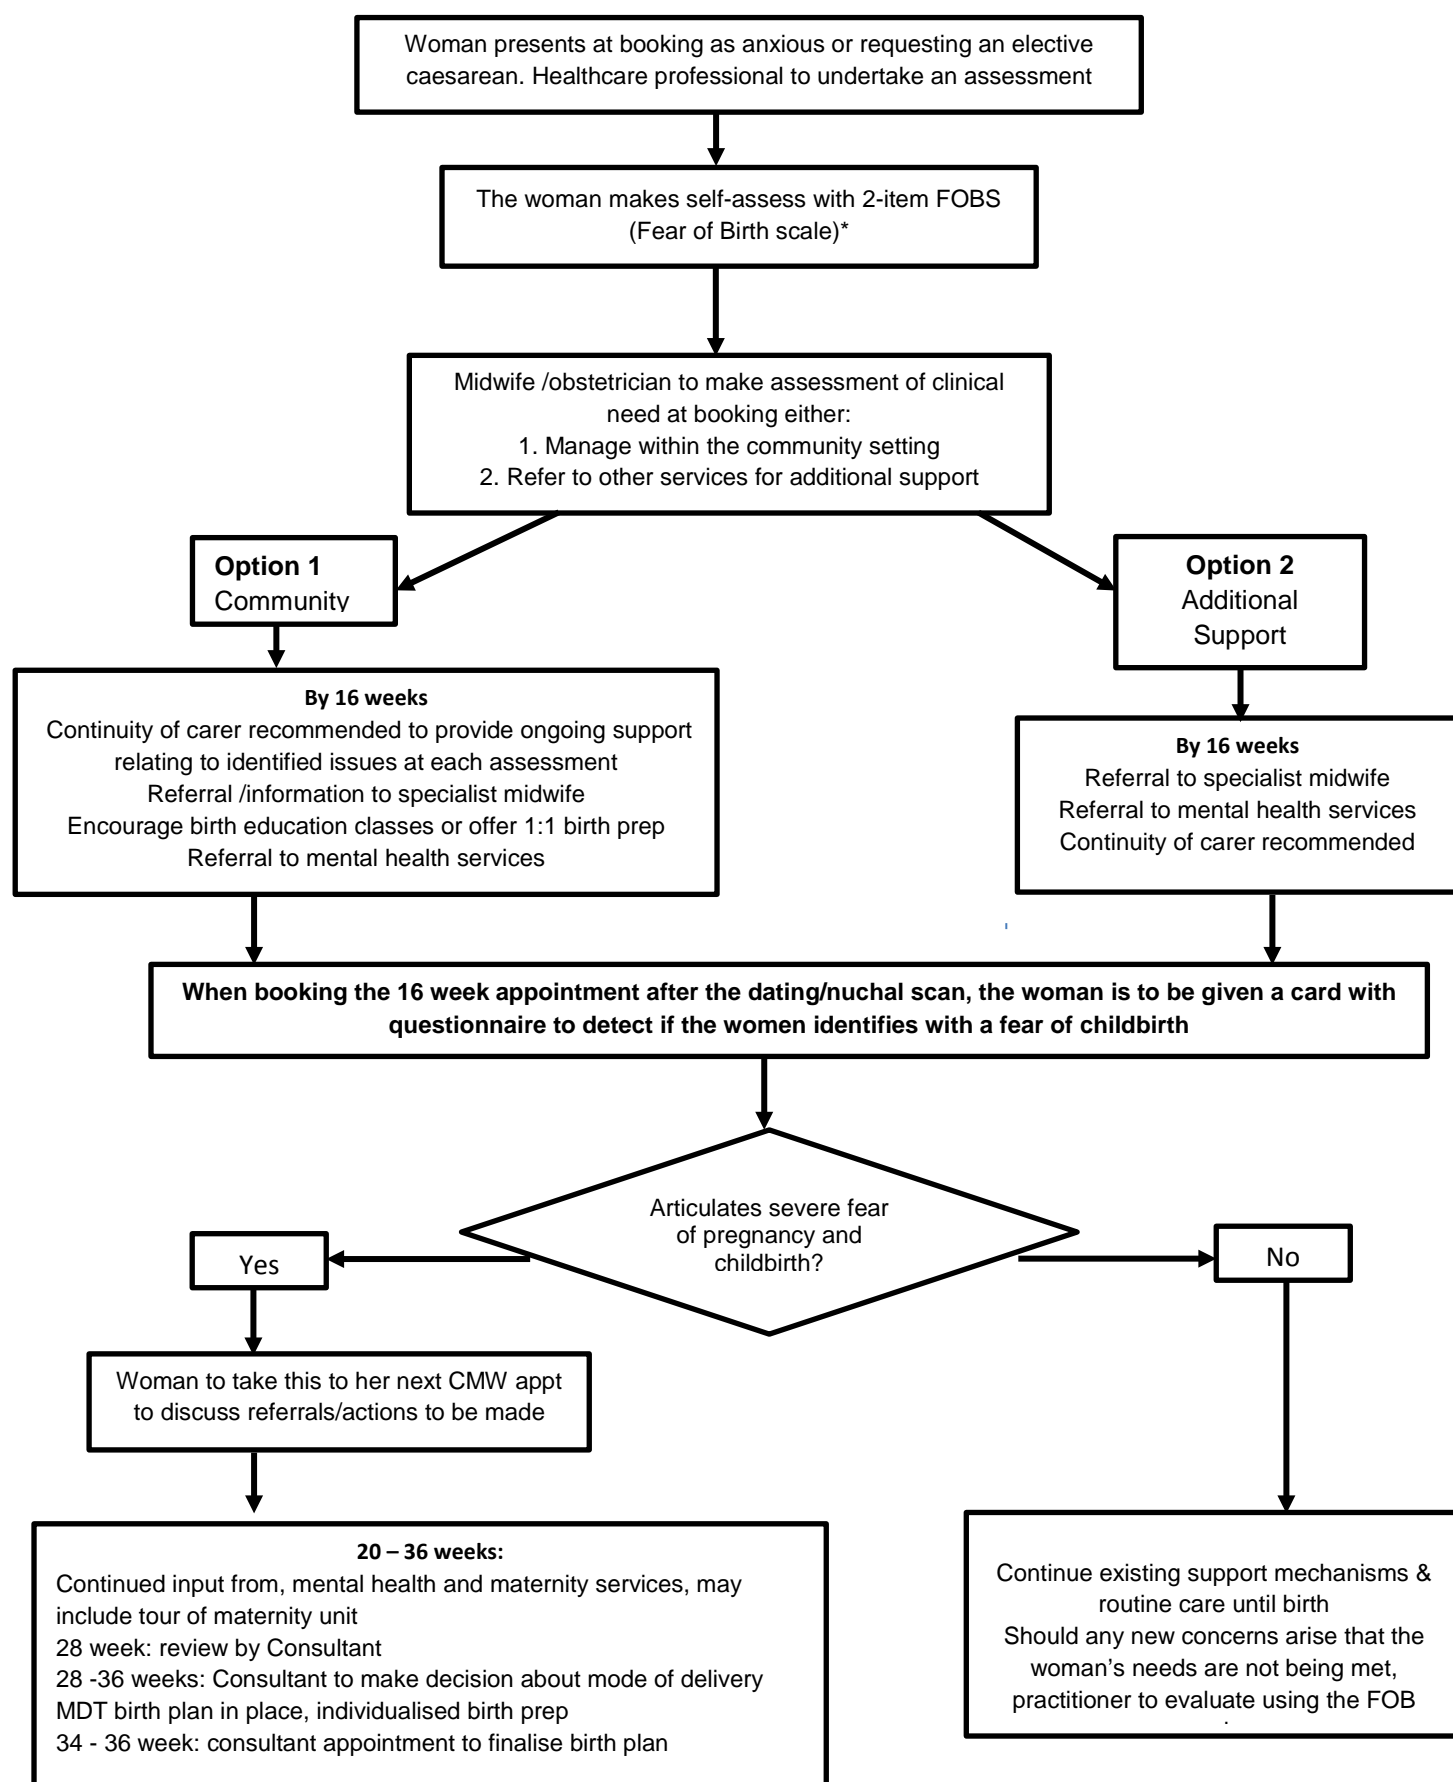 Woman presents at booking as anxious or requesting an elective
caesarean. Healthcare professional to undertake an assessment
The woman makes self-assess with 2-item FOBS
(Fear of Birth scale)*
Midwife /obstetrician to make assessment of clinical
need at booking either:
1. Manage within the community setting
2. Refer to other services for additional support
Option 1
Community
Option 2
Additional
Support
By 16 weeks
Continuity of carer recommended to provide ongoing support
relating to identified issues at each assessment
Referral /information to specialist midwife
Encourage birth education classes or offer 1:1 birth prep
Referral to mental health services
By 16 weeks
Referral to specialist midwife
Referral to mental health services
Continuity of carer recommended
When booking the 16 week appointment after the dating/nuchal scan, the woman is to be given a card with
questionnaire to detect if the women identifies with a fear of childbirth
Articulates severe fear
of pregnancy and
childbirth?
Yes
No
Woman to take this to her next CMW appt
to discuss referrals/actions to be made
20 – 36 weeks:
Continued input from, mental health and maternity services, may
include tour of maternity unit
28 week: review by Consultant
28 -36 weeks: Consultant to make decision about mode of delivery
MDT birth plan in place, individualised birth prep
34 - 36 week: consultant appointment to finalise birth plan
Continue existing support mechanisms &
routine care until birth
Should any new concerns arise that the
woman's needs are not being met,
practitioner to evaluate using the FOB